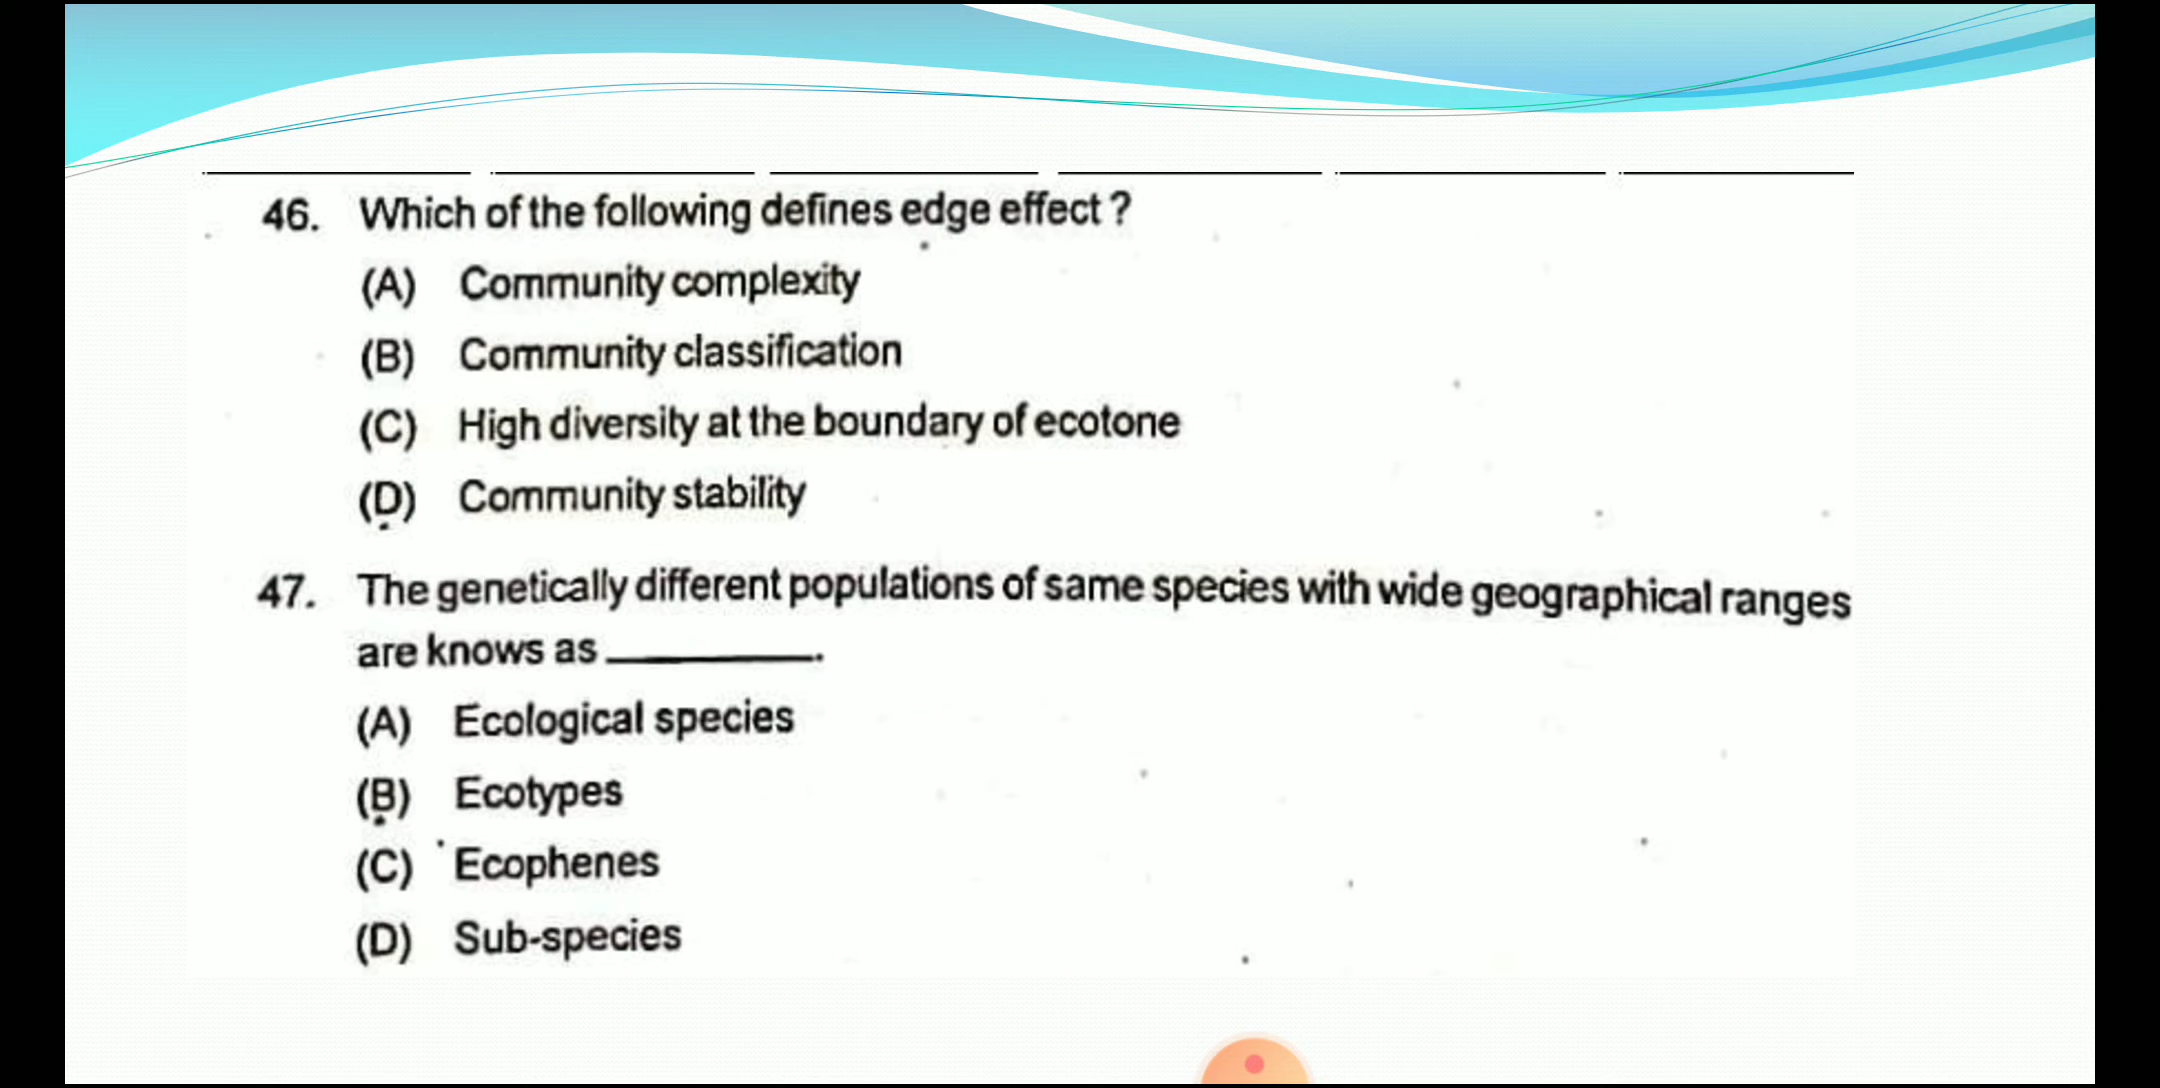 46. Which of the following defines edge effect ?
(A) Community complexity
(B) Community classification
(C) High diversity at the boundary of ecotone
(D) Community stability
47. The genetically different populations of same species with wide geographical ranges
are knows as __________.
(A) Ecological species
(B) Ecotypes
(C) Ecophenes
(D) Sub-species